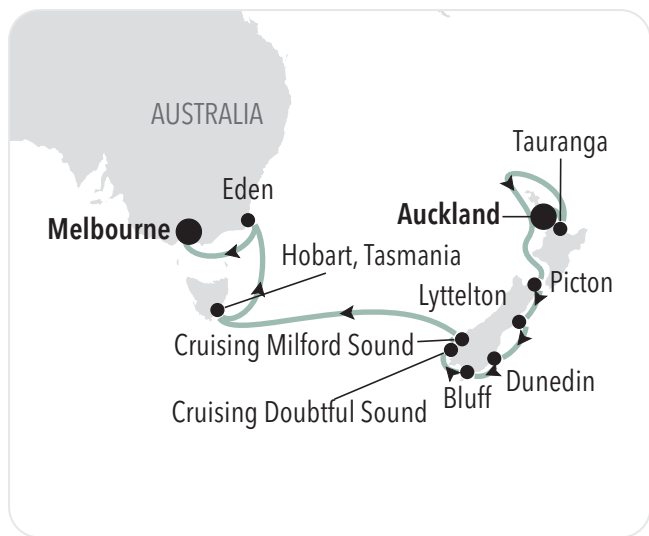 AUSTRALIA
Tauranga
Eden
Auckland
Melbourne
Hobart, Tasmania
Lyttelton
Picton
Cruising Milford Sound
Dunedin
Bluff
Cruising Doubtful Sound